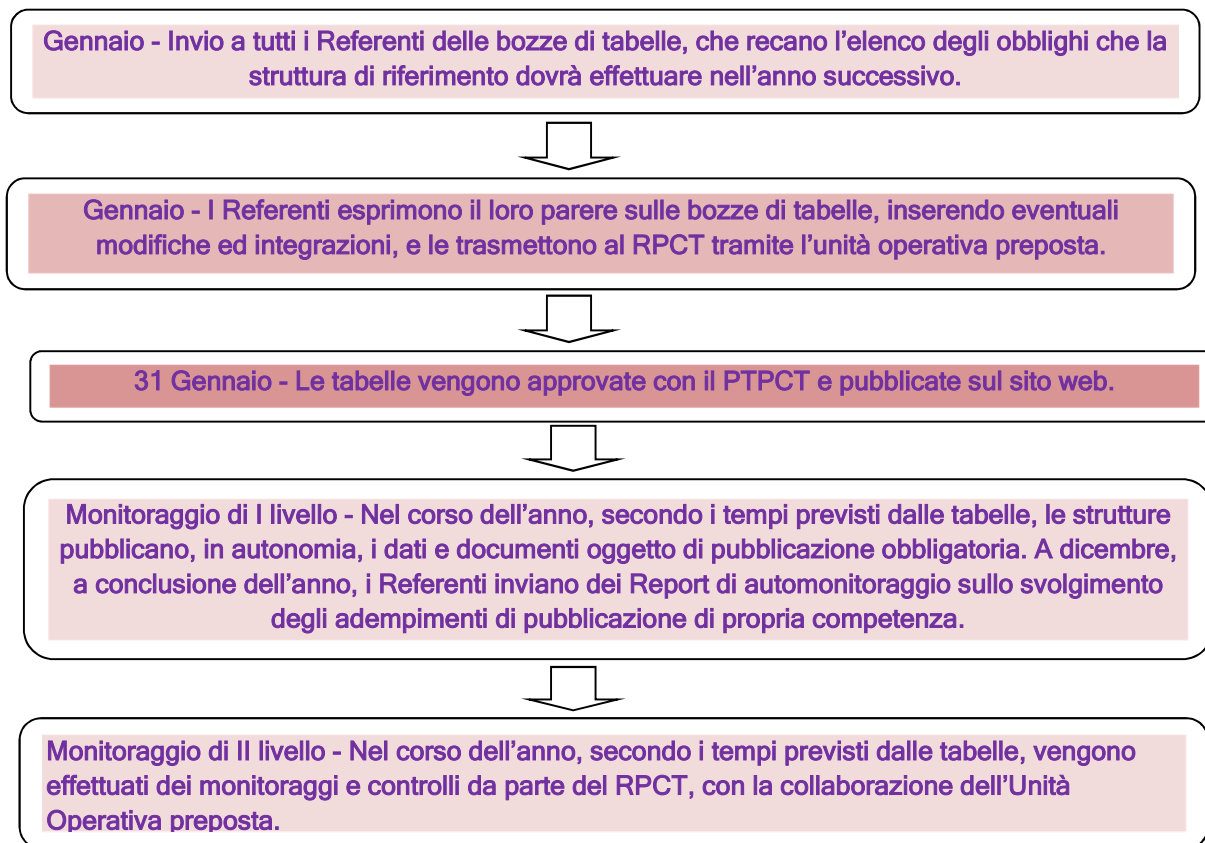 Gennaio - Invio a tutti i Referenti delle bozze di tabelle, che recano l’elenco degli obblighi che la
struttura di riferimento dovrà effettuare nell’anno successivo.
Gennaio - I Referenti esprimono il loro parere sulle bozze di tabelle, inserendo eventuali
modifiche ed integrazioni, e le trasmettono al RPCT tramite l’unità operativa preposta.
31 Gennaio - Le tabelle vengono approvate con il PTPCT e pubblicate sul sito web.
Monitoraggio di I livello - Nel corso dell’anno, secondo i tempi previsti dalle tabelle, le strutture
pubblicano, in autonomia, i dati e documenti oggetto di pubblicazione obbligatoria. A dicembre,
a conclusione dell’anno, i Referenti inviano dei Report di automonitoraggio sullo svolgimento
degli adempimenti di pubblicazione di propria competenza.
Monitoraggio di II livello - Nel corso dell’anno, secondo i tempi previsti dalle tabelle, vengono
effettuati dei monitoraggi e controlli da parte del RPCT, con la collaborazione dell’Unità
Operativa preposta.